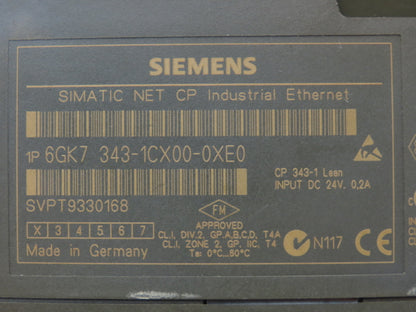 SIEMENS
SIMATIC NET CP Industrial Ethernet
1P 6GK7 343-1CX00-0XE0
CP 343-1 Lean
INPUT DC 24V, 0,2A
SVPT9330168
FM
APPROVED
X 3 4 5 6 7
CL.I, DIV.2, GP.A,B,C,D, T4A
CL.I, ZONE 2, GP. IIC, T4
Ta: 0°C...60°C
Made in Germany
N117
CE